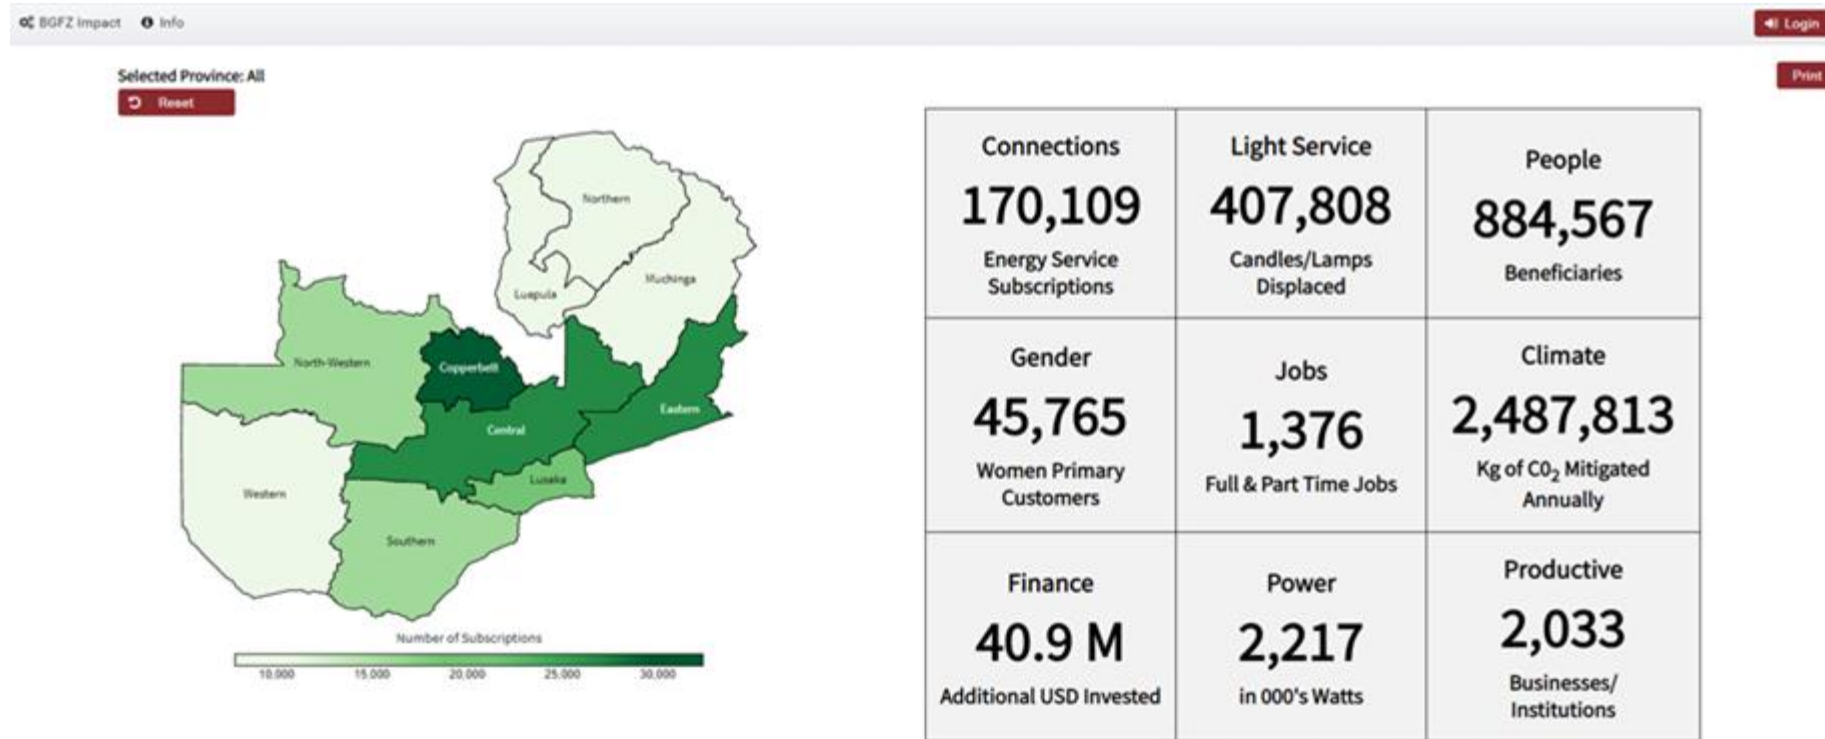 BGFZ Impact Info Login
Selected Province: All
Reset
Print
Northern
Luapula
Muchinga
North-Western
Copperbelt
Eastern
Central
Lusaka
Western
Southern
Number of Subscriptions
10,000 15,000 20,000 25,000 30,000
Connections
170,109
Energy Service
Subscriptions
Light Service
407,808
Candles/Lamps
Displaced
People
884,567
Beneficiaries
Gender
45,765
Women Primary
Customers
Jobs
1,376
Full & Part Time Jobs
Climate
2,487,813
Kg of C0₂ Mitigated
Annually
Finance
40.9 M
Additional USD Invested
Power
2,217
in 000's Watts
Productive
2,033
Businesses/
Institutions